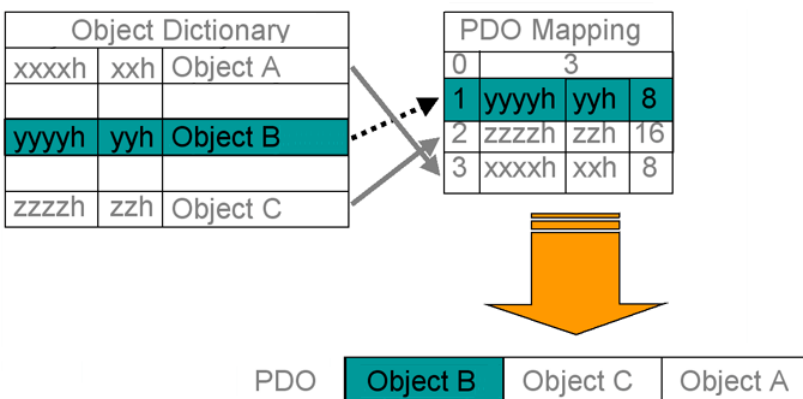 Object Dictionary
xxxxh xxh Object A
yyyyh yyh Object B
zzzzh zzh Object C
PDO Mapping
0 3
1 yyyyh yyh 8
2 zzzzh zzh 16
3 xxxxh xxh 8
PDO Object B Object C Object A